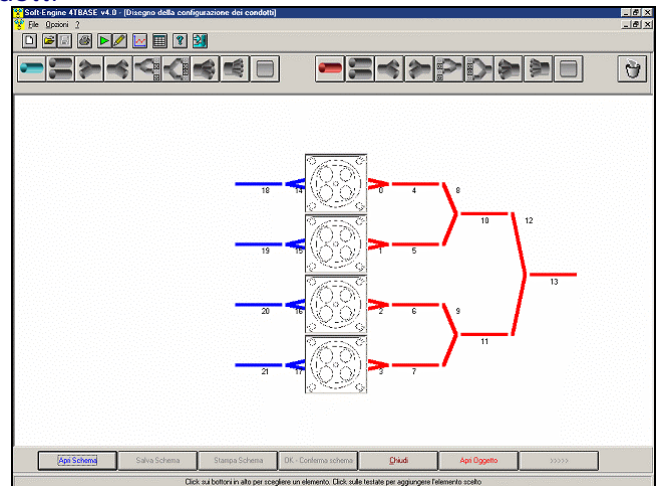 Soft-Engine 4TBASE v4.0 - [Disegno della configurazione dei condotti]
File Opzioni ?
18 14 0 4 8
10 12
19 15 1 5
13
20 16 2 6 9
11
21 17 3 7
Apri Schema Salva Schema Stampa Schema OK - Conferma schema Chiudi Apri Oggetto >>>>>
Click sui bottoni in alto per scegliere un elemento. Click sulle testate per aggiungere l'elemento scelto